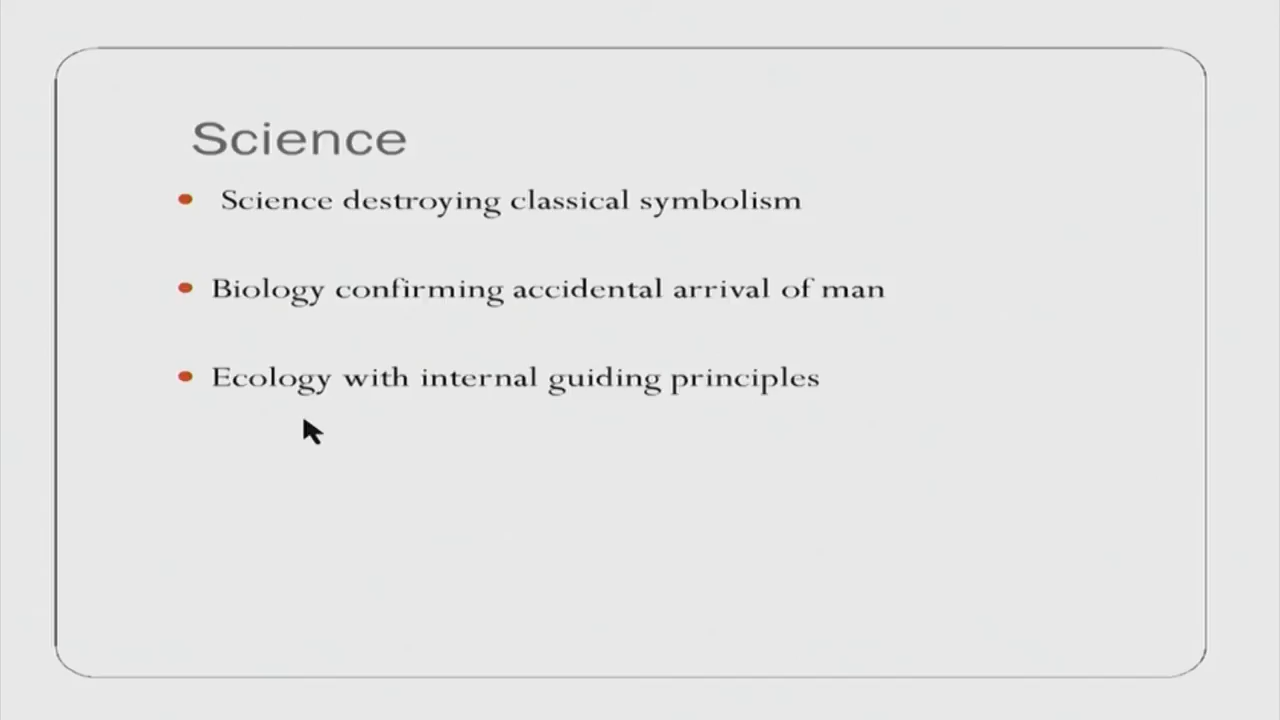 Science
• Science destroying classical symbolism
• Biology confirming accidental arrival of man
• Ecology with internal guiding principles